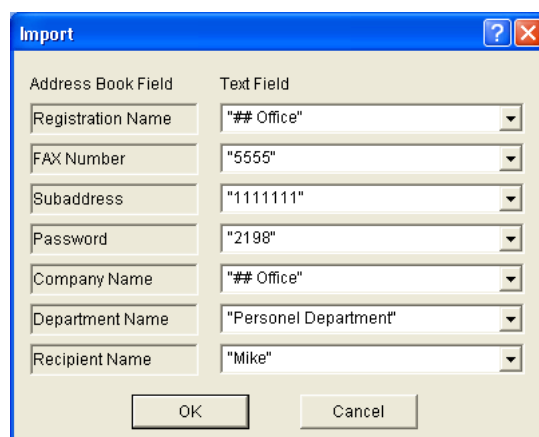 Import
Address Book Field Text Field
Registration Name "## Office"
FAX Number "5555"
Subaddress "1111111"
Password "2198"
Company Name "## Office"
Department Name "Personel Department"
Recipient Name "Mike"
OK Cancel